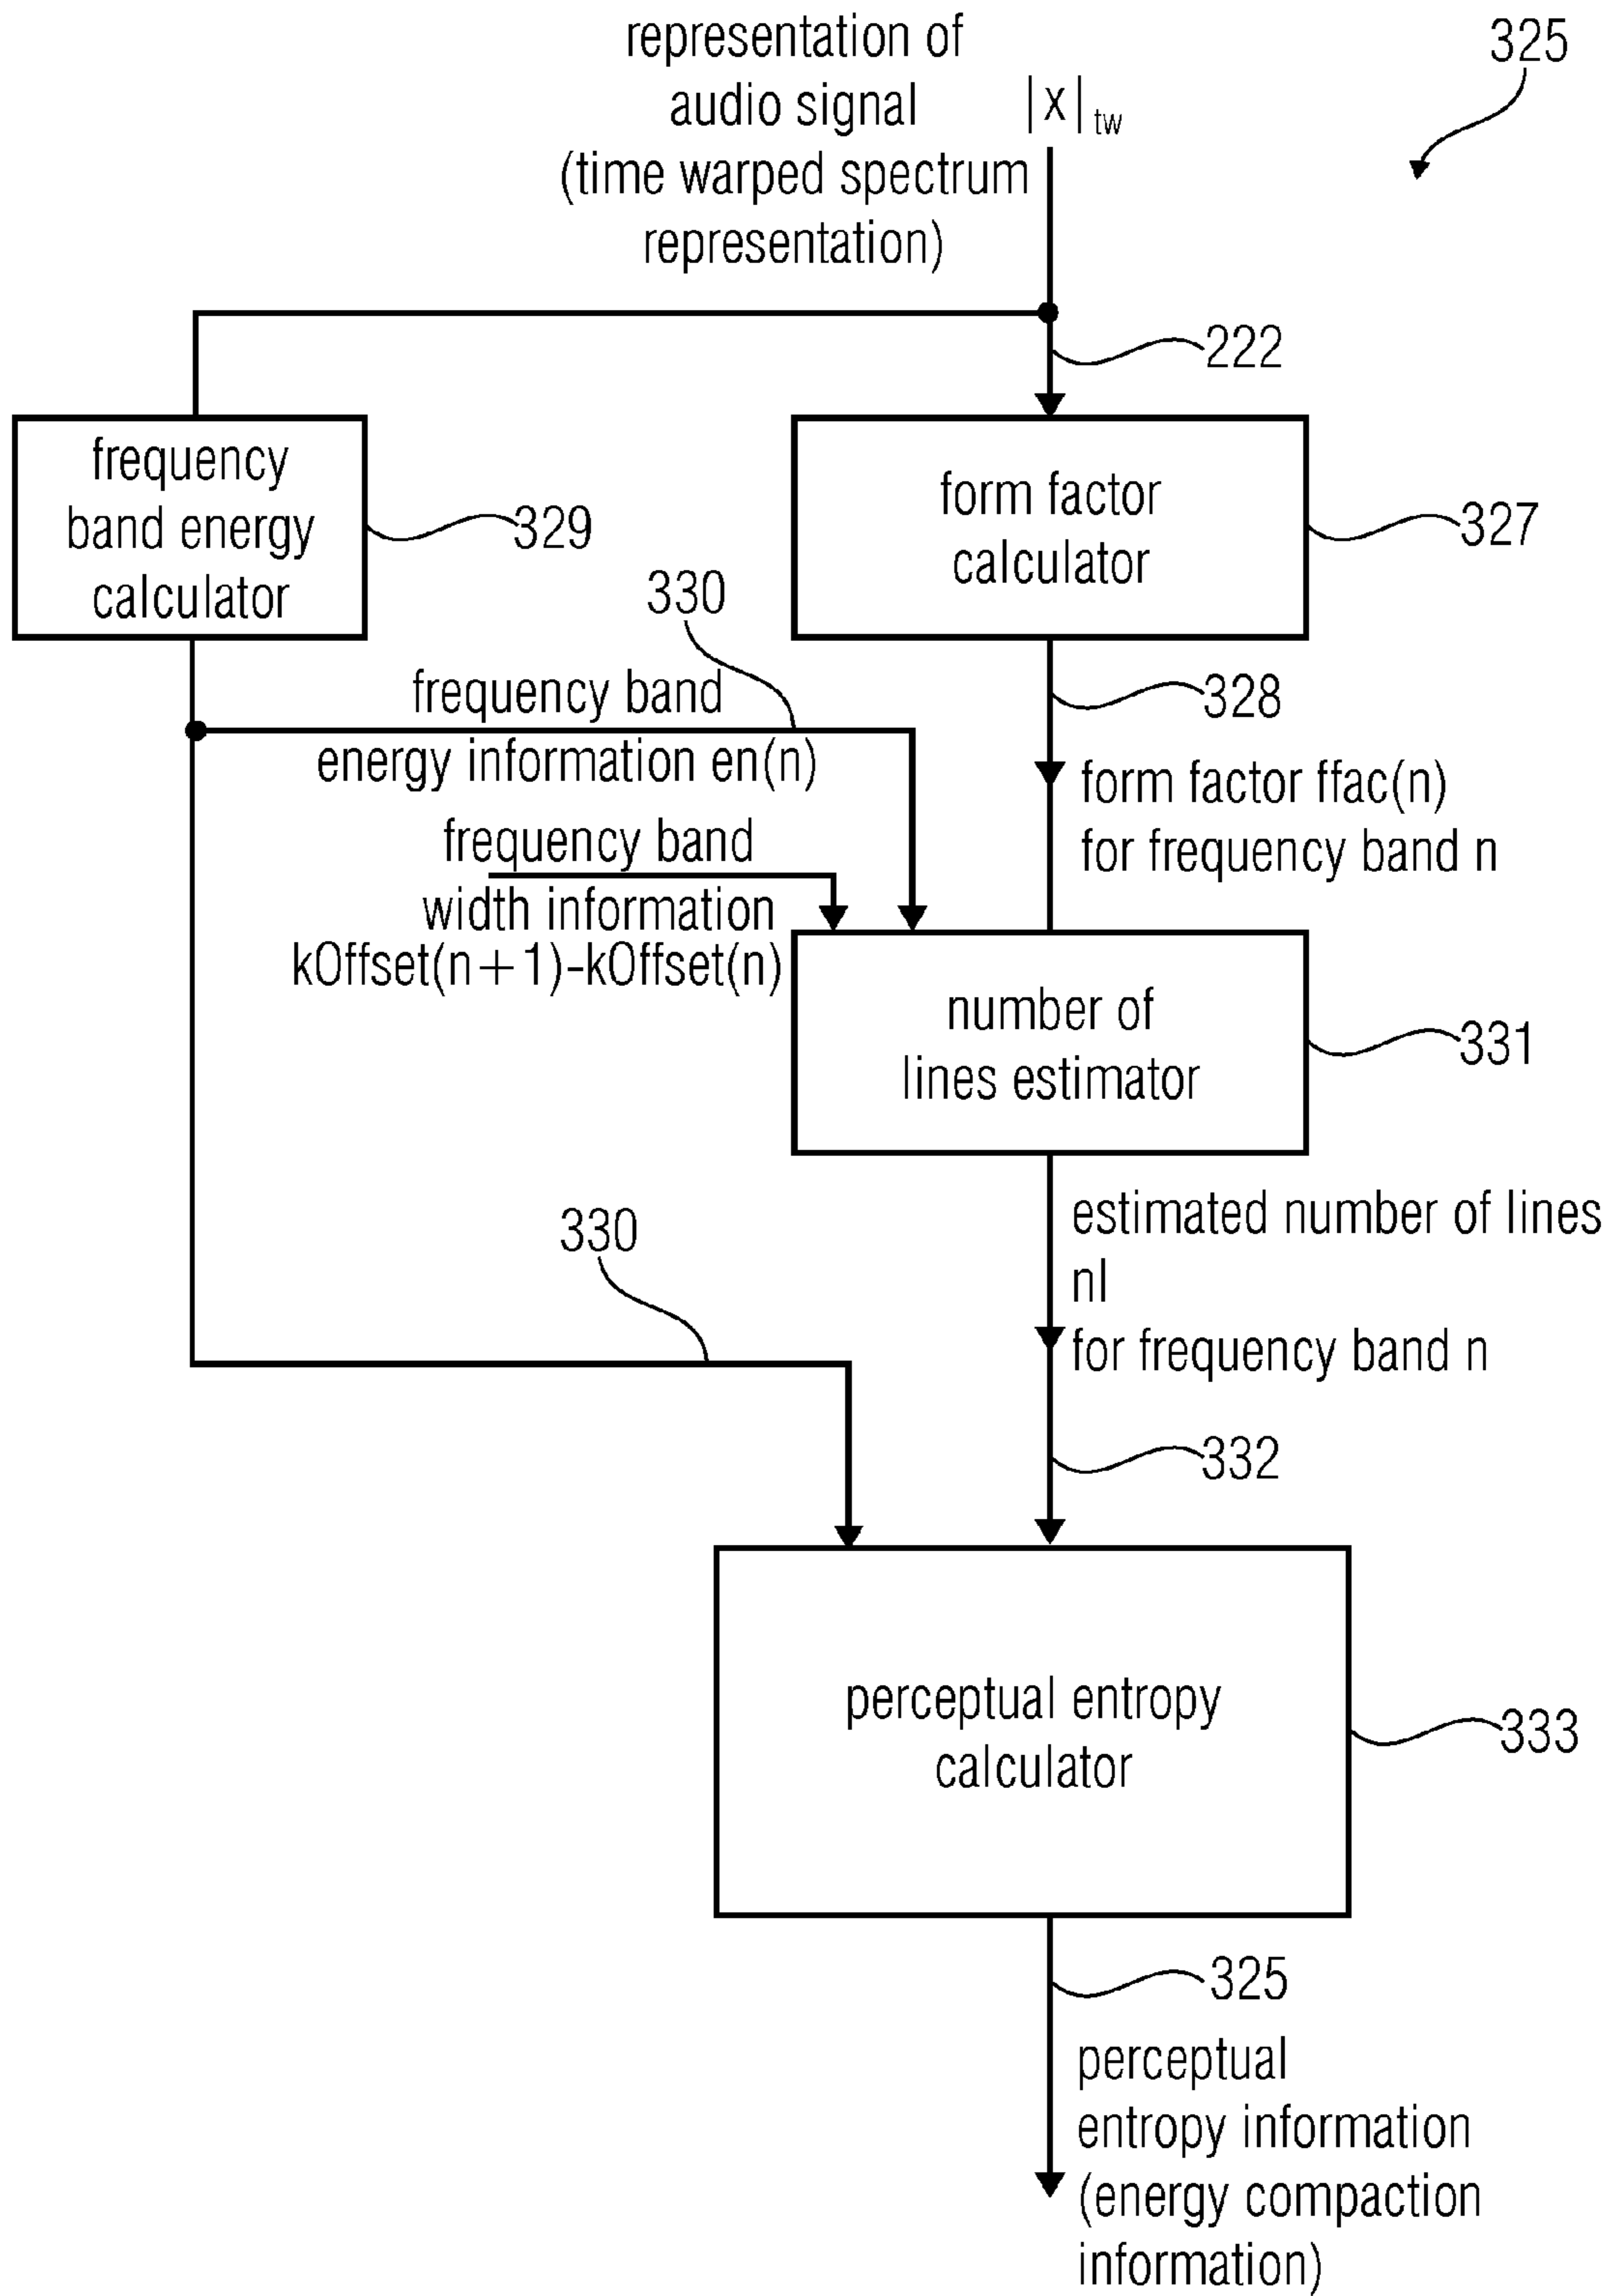 representation of
audio signal
(time warped spectrum
representation)
|x| tw
325
222
frequency
band energy
calculator
329
form factor
calculator
327
330
328
frequency band
energy information en(n)
form factor ffac(n)
for frequency band n
frequency band
width information
kOffset(n+1)-kOffset(n)
number of
lines estimator
331
estimated number of lines
nl
for frequency band n
330
332
perceptual entropy
calculator
333
325
perceptual
entropy information
(energy compaction
information)